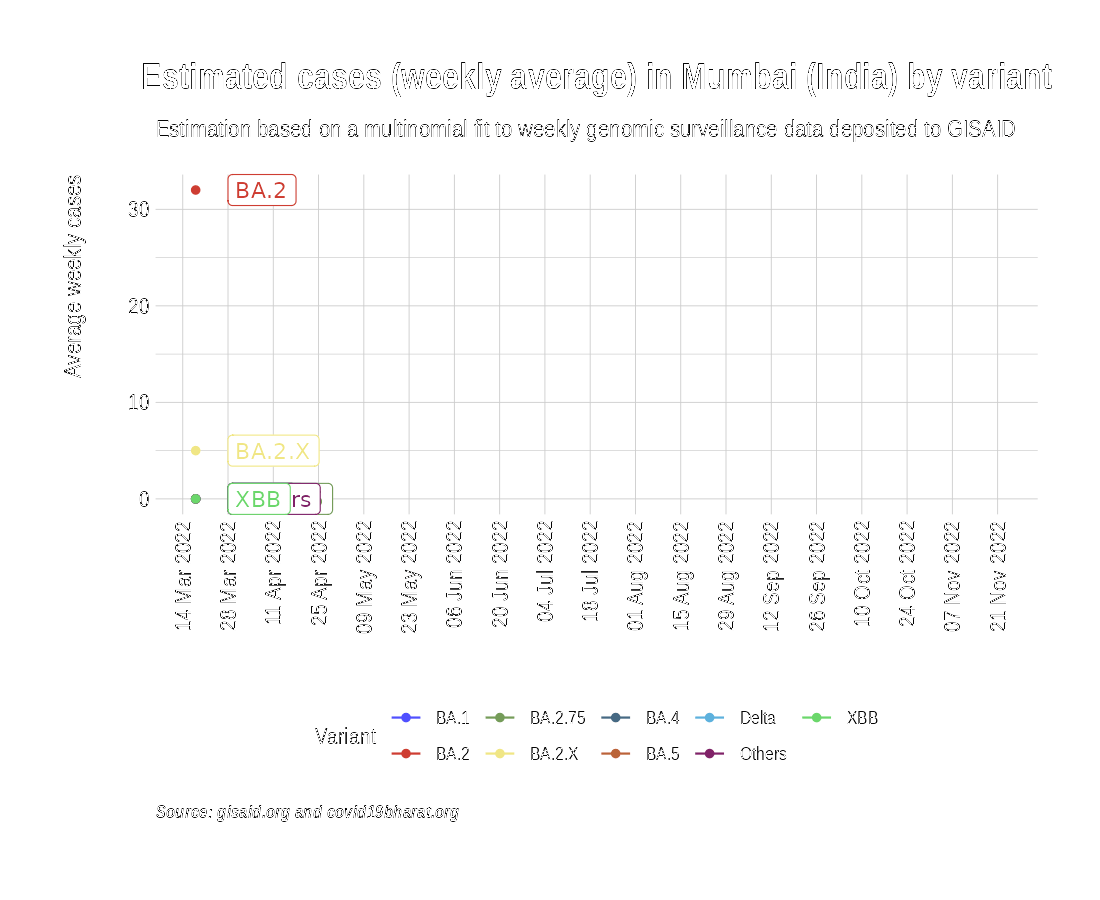 Estimated cases (weekly average) in Mumbai (India) by variant
Estimation based on a multinomial fit to weekly genomic surveillance data deposited to GISAID
Average weekly cases
30
20
10
0
BA.2
BA.2.X
XBB
rs
14 Mar 2022
28 Mar 2022
11 Apr 2022
25 Apr 2022
09 May 2022
23 May 2022
06 Jun 2022
20 Jun 2022
04 Jul 2022
18 Jul 2022
01 Aug 2022
15 Aug 2022
29 Aug 2022
12 Sep 2022
26 Sep 2022
10 Oct 2022
24 Oct 2022
07 Nov 2022
21 Nov 2022
Variant
BA.1 BA.2.75 BA.4 Delta XBB
BA.2 BA.2.X BA.5 Others
Source: gisaid.org and covid19bharat.org